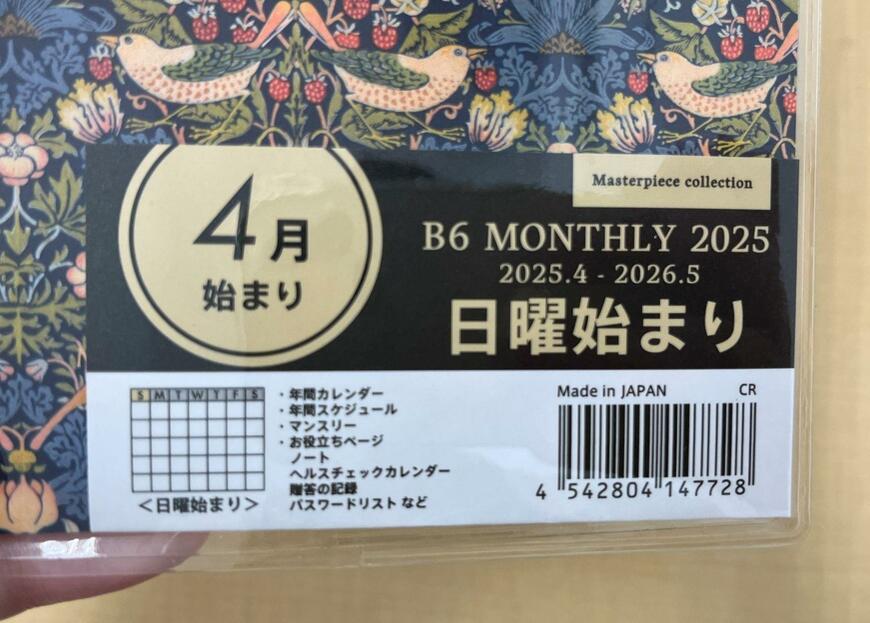 Masterpiece collection
4月
始まり
B6 MONTHLY 2025
2025.4 - 2026.5
日曜始まり
S M T W T F S
<日曜始まり>
・年間カレンダー
・年間スケジュール
・マンスリー
・お役立ちページ
ノート
ヘルスチェックカレンダー
贈答の記録
パスワードリスト など
Made in JAPAN CR
4 542804 147728